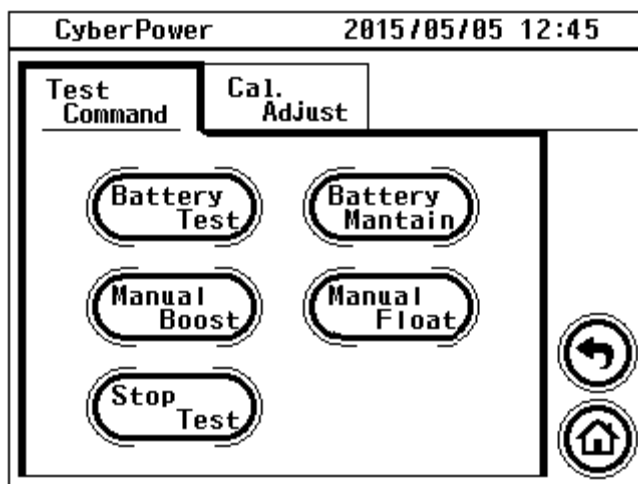 CyberPower 2015/05/05 12:45
Test Cal.
Command Adjust
Battery Battery
Test Mantain
Manual Manual
Boost Float
Stop
Test